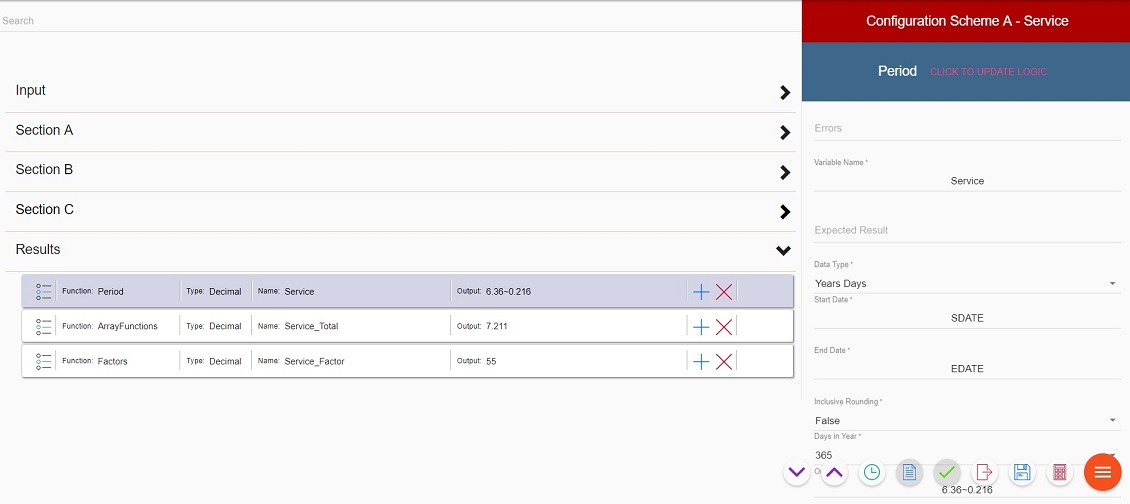 Search
Input
Section A
Section B
Section C
Results
Function: Period Type: Decimal Name: Service Output: 6.36~0.216
Function: ArrayFunctions Type: Decimal Name: Service_Total Output: 7.211
Function: Factors Type: Decimal Name: Service_Factor Output: 55
Configuration Scheme A - Service
Period CLICK TO UPDATE LOGIC
Errors
Variable Name *
Service
Expected Result
Data Type *
Years Days
Start Date *
SDATE
End Date *
EDATE
Inclusive Rounding *
False
Days in Year *
365
6.36~0.216